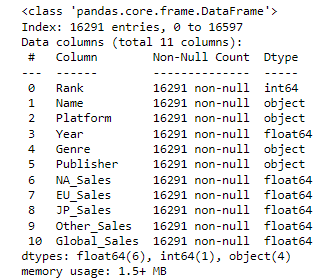 <class 'pandas.core.frame.DataFrame'>
Index: 16291 entries, 0 to 16597
Data columns (total 11 columns):
 #   Column        Non-Null Count  Dtype
---  ------        --------------  -----
 0   Rank          16291 non-null  int64
 1   Name          16291 non-null  object
 2   Platform      16291 non-null  object
 3   Year          16291 non-null  float64
 4   Genre         16291 non-null  object
 5   Publisher     16291 non-null  object
 6   NA_Sales      16291 non-null  float64
 7   EU_Sales      16291 non-null  float64
 8   JP_Sales      16291 non-null  float64
 9   Other_Sales   16291 non-null  float64
 10  Global_Sales  16291 non-null  float64
dtypes: float64(6), int64(1), object(4)
memory usage: 1.5+ MB